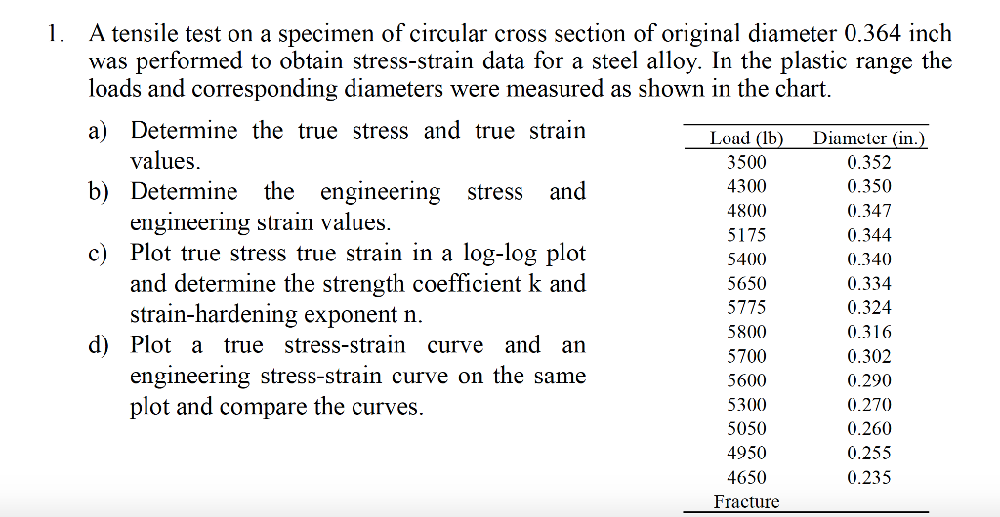 1. A tensile test on a specimen of circular cross section of original diameter 0.364 inch
was performed to obtain stress-strain data for a steel alloy. In the plastic range the
loads and corresponding diameters were measured as shown in the chart.
a) Determine the true stress and true strain
values.
b) Determine the engineering stress and
engineering strain values.
c) Plot true stress true strain in a log-log plot
and determine the strength coefficient k and
strain-hardening exponent n.
d) Plot a true stress-strain curve and an
engineering stress-strain curve on the same
plot and compare the curves.
Load (lb) Diameter (in.)
3500 0.352
4300 0.350
4800 0.347
5175 0.344
5400 0.340
5650 0.334
5775 0.324
5800 0.316
5700 0.302
5600 0.290
5300 0.270
5050 0.260
4950 0.255
4650 0.235
Fracture